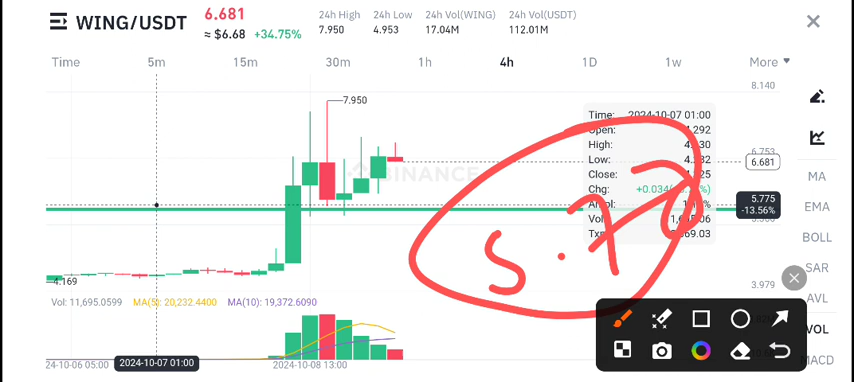 WING/USDT
6.681
≈ $6.68 +34.75%
24h High 24h Low 24h Vol(WING) 24h Vol(USDT)
7.950 4.953 17.04M 112.01M
Time 5m 15m 30m 1h 4h 1D 1w More
8.140
7.950
Time: 2024-10-07 01:00
Open:
High:
Low:
Close:
Chg:
Vol:
6.753
6.681
5.775
-13.56%
BINANCE
MA
EMA
BOLL
SAR
AVL
VOL
MACD
4.169
3.979
Vol: 11,695.0599 MA(5): 20,232.4400 MA(10): 19,372.6090
24-10-06 05:00 2024-10-07 01:00 2024-10-08 13:00